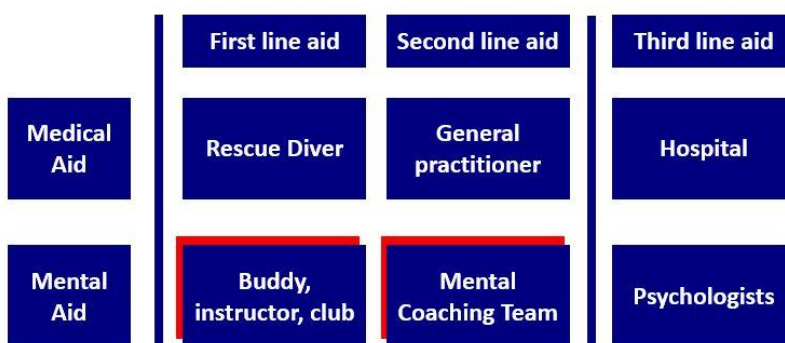 First line aid
Second line aid
Third line aid
Medical
Aid
Rescue Diver
General
practitioner
Hospital
Mental
Aid
Buddy,
instructor, club
Mental
Coaching Team
Psychologists